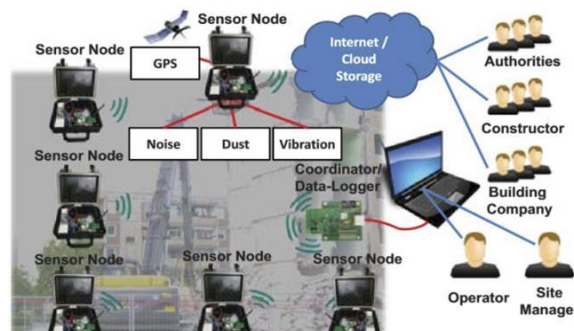 Sensor Node
Sensor Node
GPS
Internet /
Cloud
Storage
Authorities
Noise
Dust
Vibration
Constructor
Sensor Node
Coordinator/
Data-Logger
Building
Company
Sensor Node
Sensor Node
Sensor Node
Operator
Site
Manage